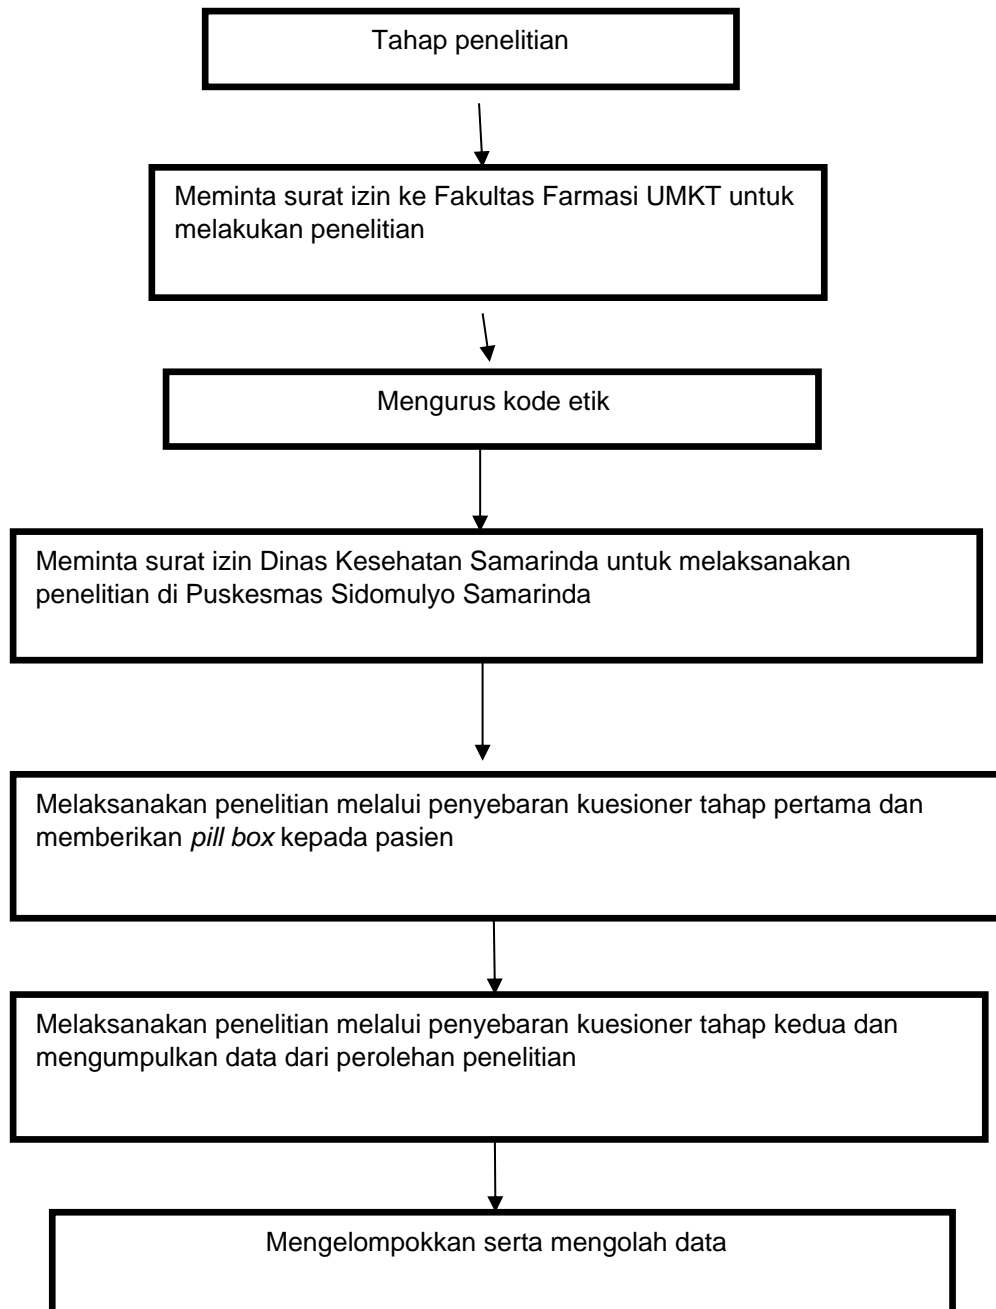 Tahap penelitian
Meminta surat izin ke Fakultas Farmasi UMKT untuk
melakukan penelitian
Mengurus kode etik
Meminta surat izin Dinas Kesehatan Samarinda untuk melaksanakan
penelitian di Puskesmas Sidomulyo Samarinda
Melaksanakan penelitian melalui penyebaran kuesioner tahap pertama dan
memberikan pill box kepada pasien
Melaksanakan penelitian melalui penyebaran kuesioner tahap kedua dan
mengumpulkan data dari perolehan penelitian
Mengelompokkan serta mengolah data